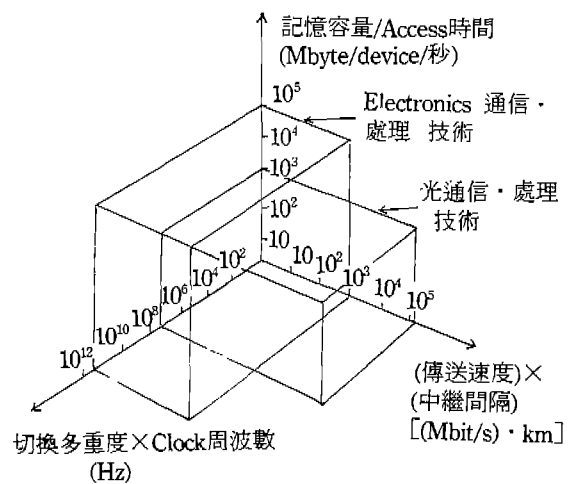 記憶容量/Access時間
(Mbyte/device/秒)
10⁵
Electronics 通信·
處理 技術
10⁴
10³
光通信·處理
技術
10²
10
10
10²
10³
10⁴
10⁵
10²
10⁴
10⁶
10⁸
10¹⁰
10¹²
(傳送速度)×
(中繼間隔)
[(Mbit/s)·km]
切換多重度×Clock周波數
(Hz)